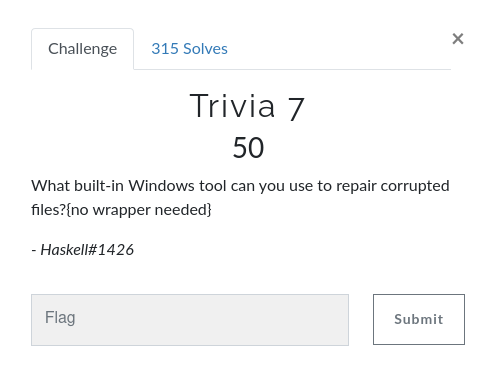 Challenge
315 Solves
×
Trivia 7
50
What built-in Windows tool can you use to repair corrupted
files?{no wrapper needed}
- Haskell#1426
Flag
Submit